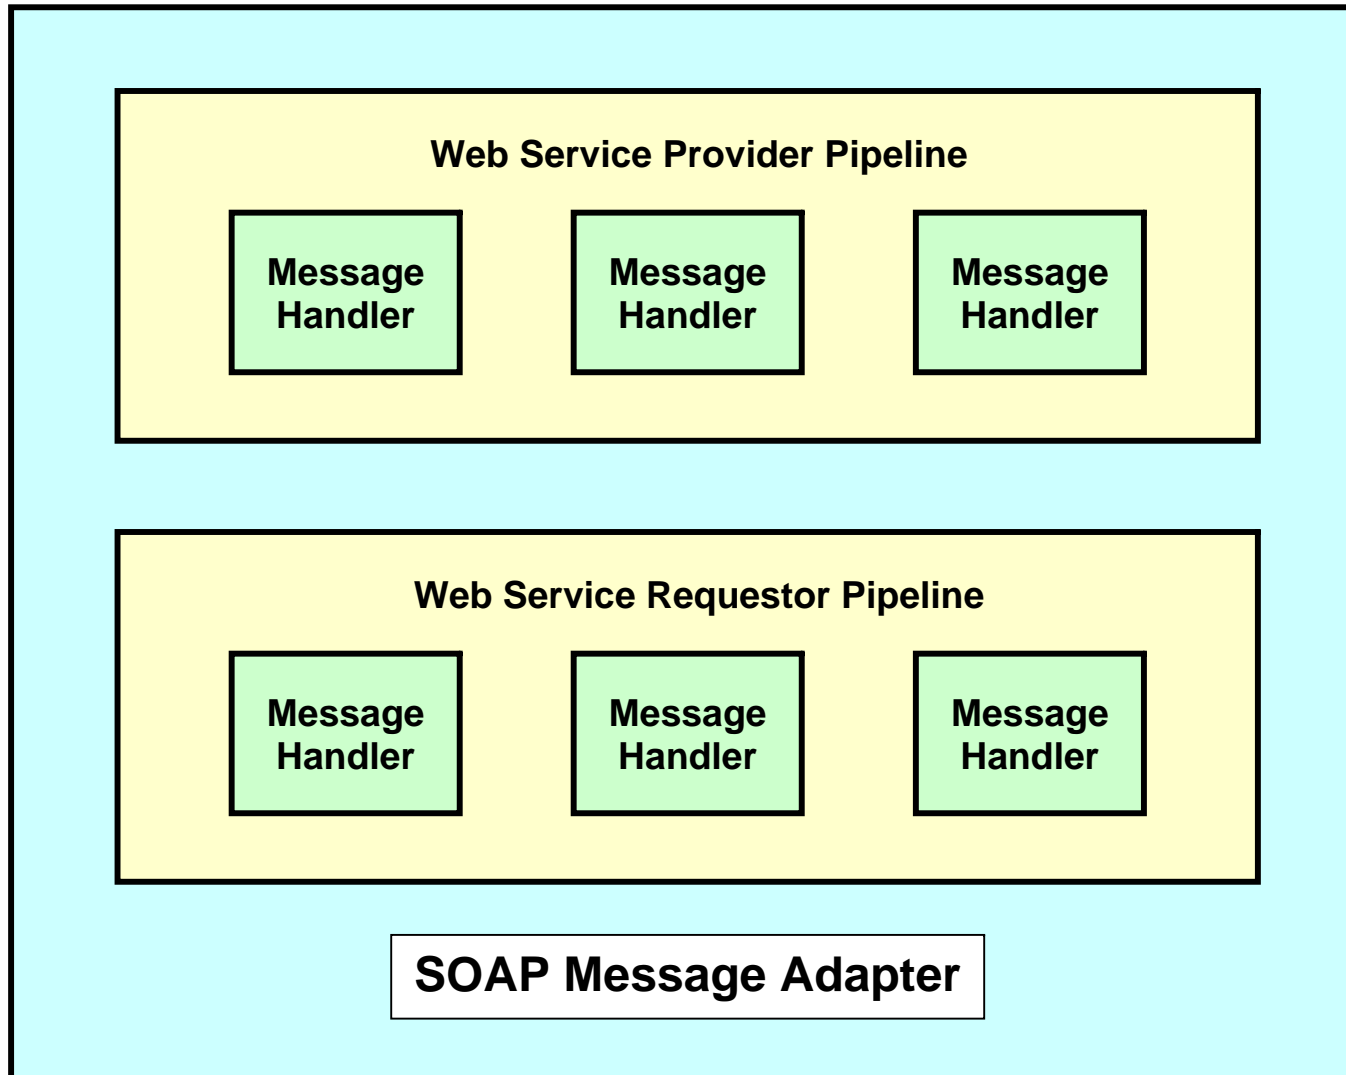 Web Service Provider Pipeline
Message Message Message
Handler Handler Handler
Web Service Requestor Pipeline
Message Message Message
Handler Handler Handler
SOAP Message Adapter